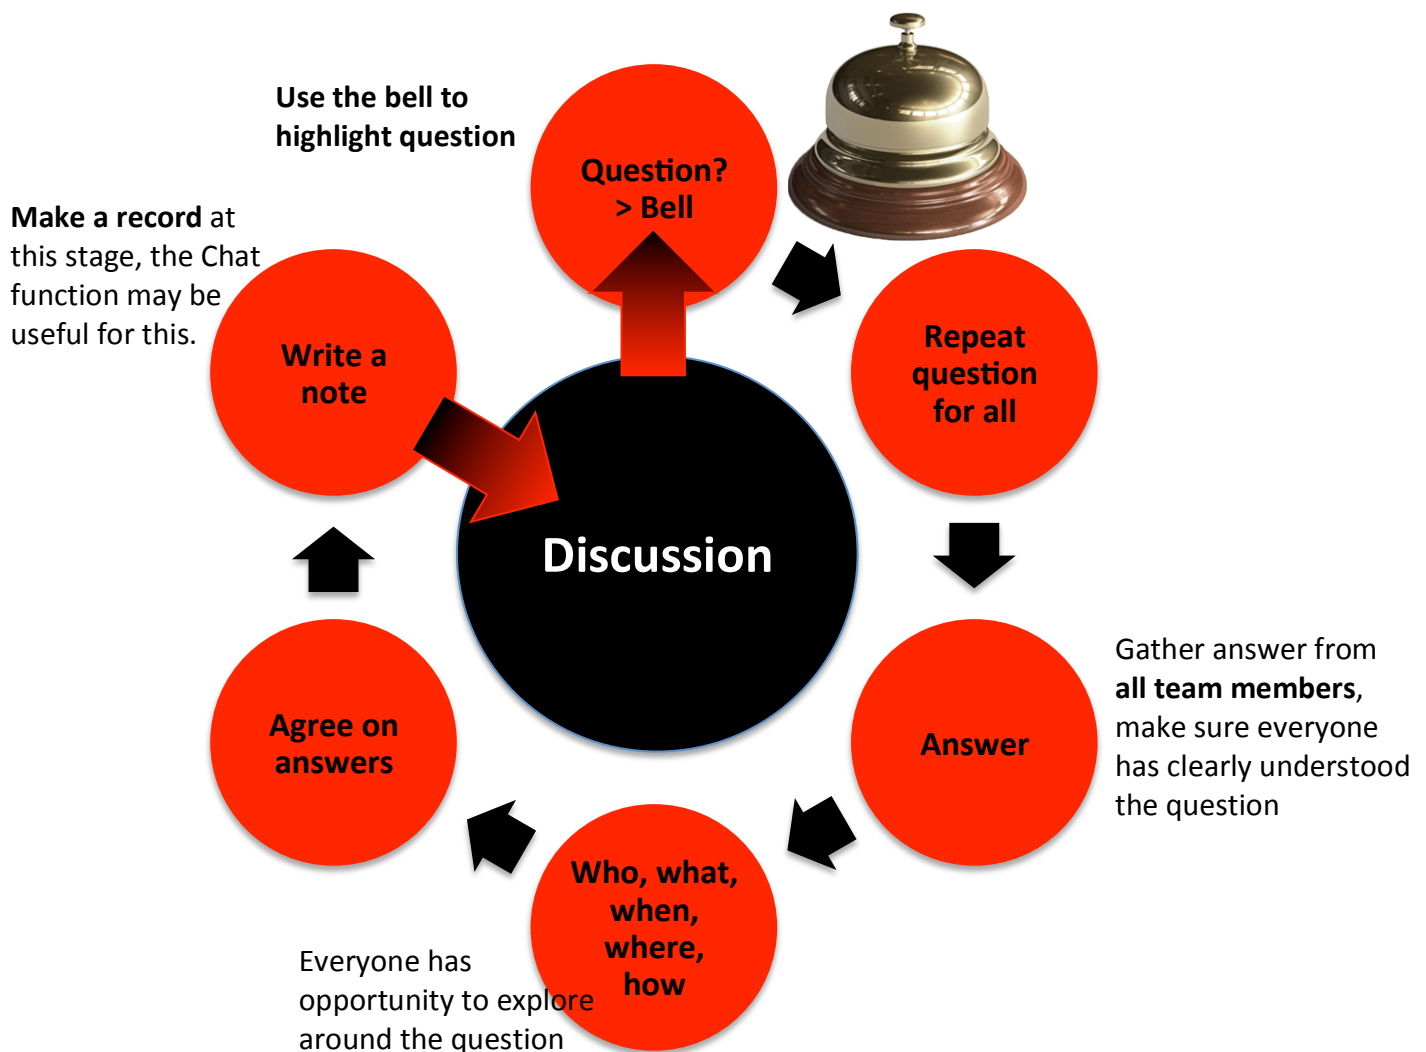 Use the bell to
highlight question
Question?
> Bell
Make a record at
this stage, the Chat
function may be
useful for this.
Write a
note
Repeat
question
for all
Discussion
Agree on
answers
Answer
Gather answer from
all team members,
make sure everyone
has clearly understood
the question
Who, what,
when,
where,
how
Everyone has
opportunity to explore
around the question